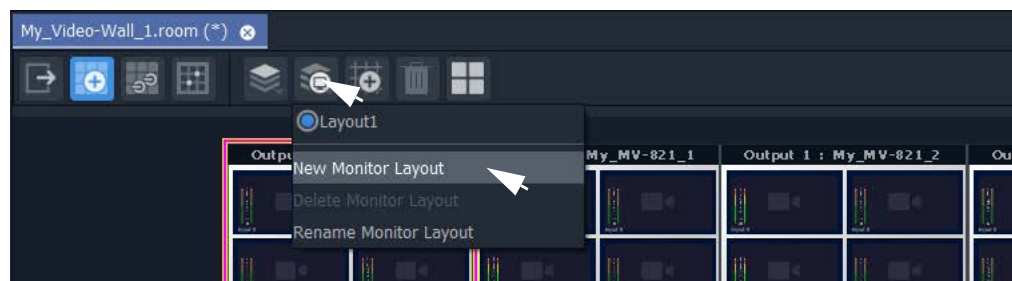 My_Video-Wall_1.room (*)
Layout1
New Monitor Layout
Delete Monitor Layout
Rename Monitor Layout
Outpu
My_MV-821_1
Output 1 : My_MV-821_2
Ou